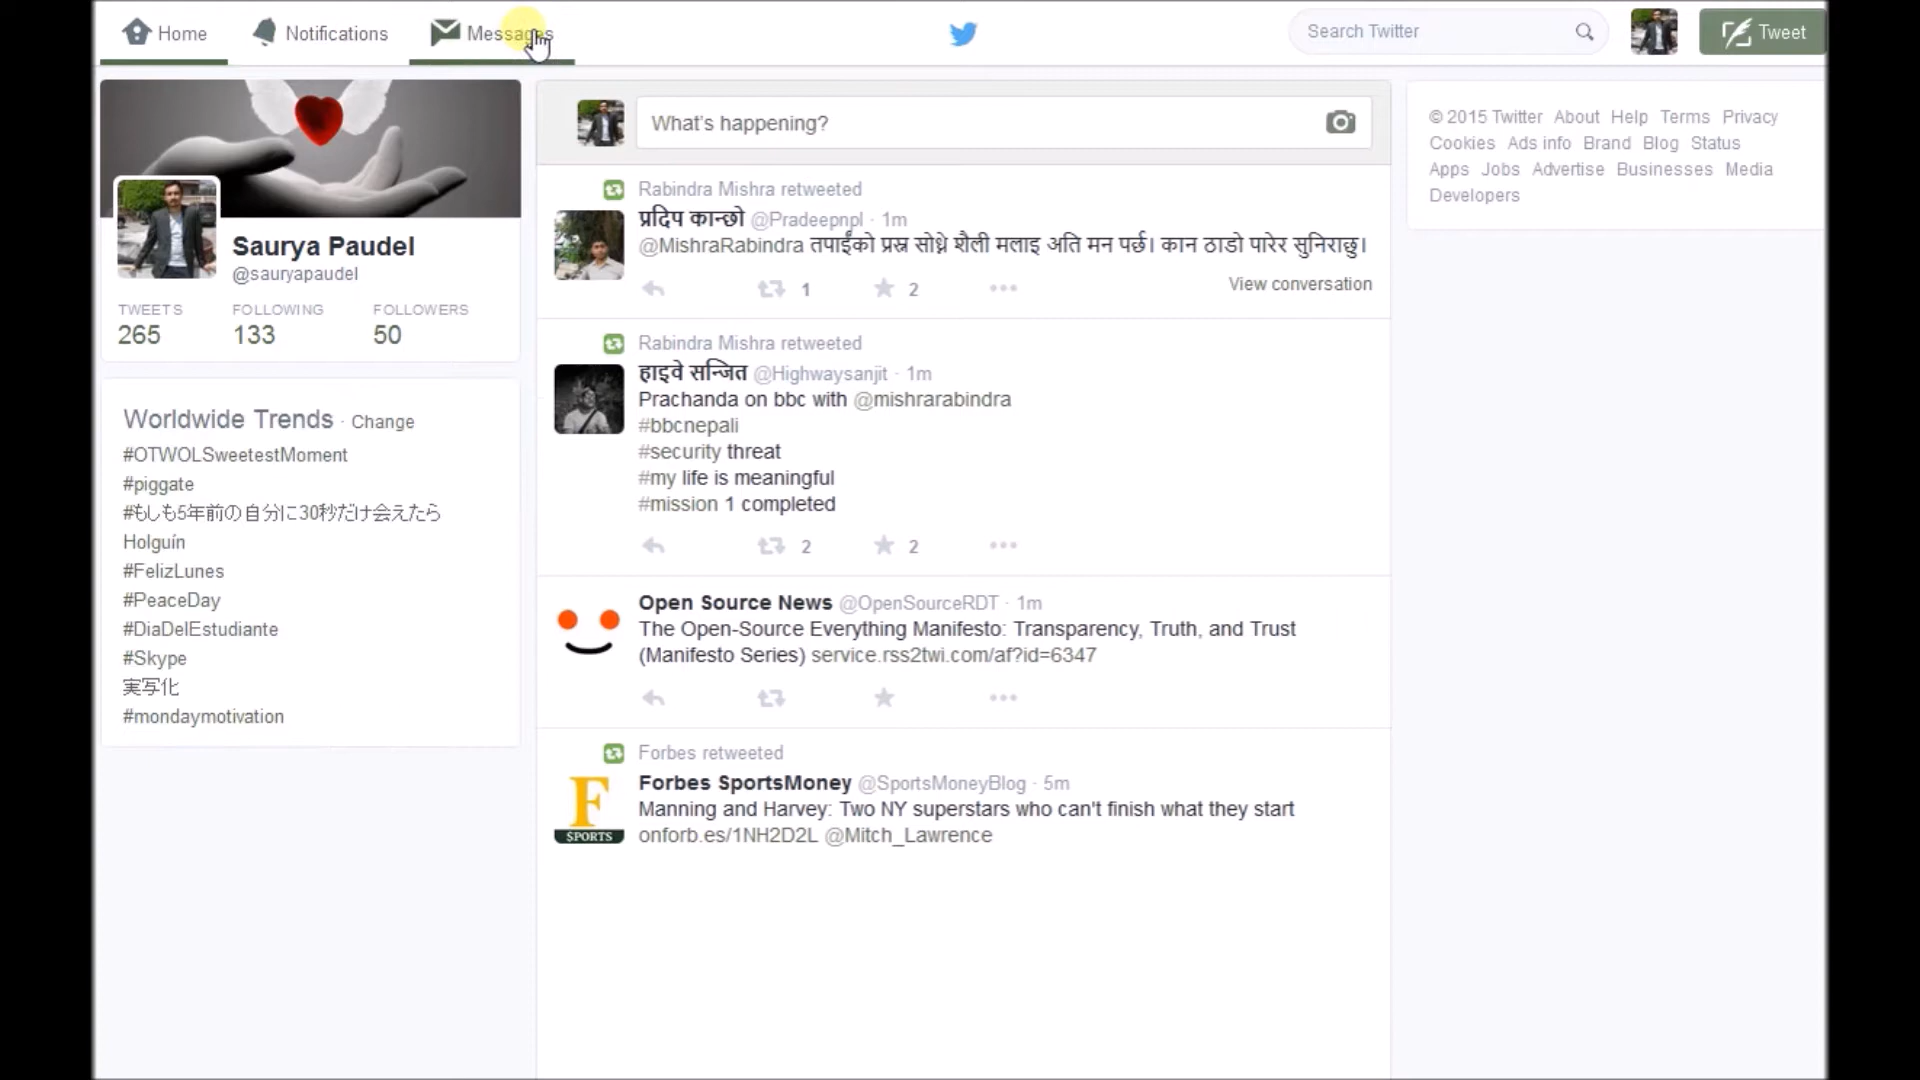 Home
Notifications
Messages
Search Twitter
Tweet
Saurya Paudel
@sauryapaudel
TWEETS FOLLOWING FOLLOWERS
265 133 50
Worldwide Trends · Change
#OTWOLSweetestMoment
#piggate
#もしも5年前の自分に30秒だけ会えたら
Holguín
#FelizLunes
#PeaceDay
#DiaDelEstudiante
#Skype
実写化
#mondaymotivation
What's happening?
Rabindra Mishra retweeted
प्रदिप कान्छो @Pradeepnpl · 1m
@MishraRabindra तपाईंको प्रस्न सोध्ने शैली मलाइ अति मन पर्छ। कान ठाडो पारेर सुनिराछु।
1 2 View conversation
Rabindra Mishra retweeted
हाइवे सन्जित @Highwaysanjit · 1m
Prachanda on bbc with @mishrarabindra
#bbcnepali
#security threat
#my life is meaningful
#mission 1 completed
2 2
Open Source News @OpenSourceRDT · 1m
The Open-Source Everything Manifesto: Transparency, Truth, and Trust
(Manifesto Series) service.rss2twi.com/af?id=6347
Forbes retweeted
Forbes SportsMoney @SportsMoneyBlog · 5m
Manning and Harvey: Two NY superstars who can't finish what they start
onforb.es/1NH2D2L @Mitch_Lawrence
F
SPORTS
© 2015 Twitter About Help Terms Privacy
Cookies Ads info Brand Blog Status
Apps Jobs Advertise Businesses Media
Developers